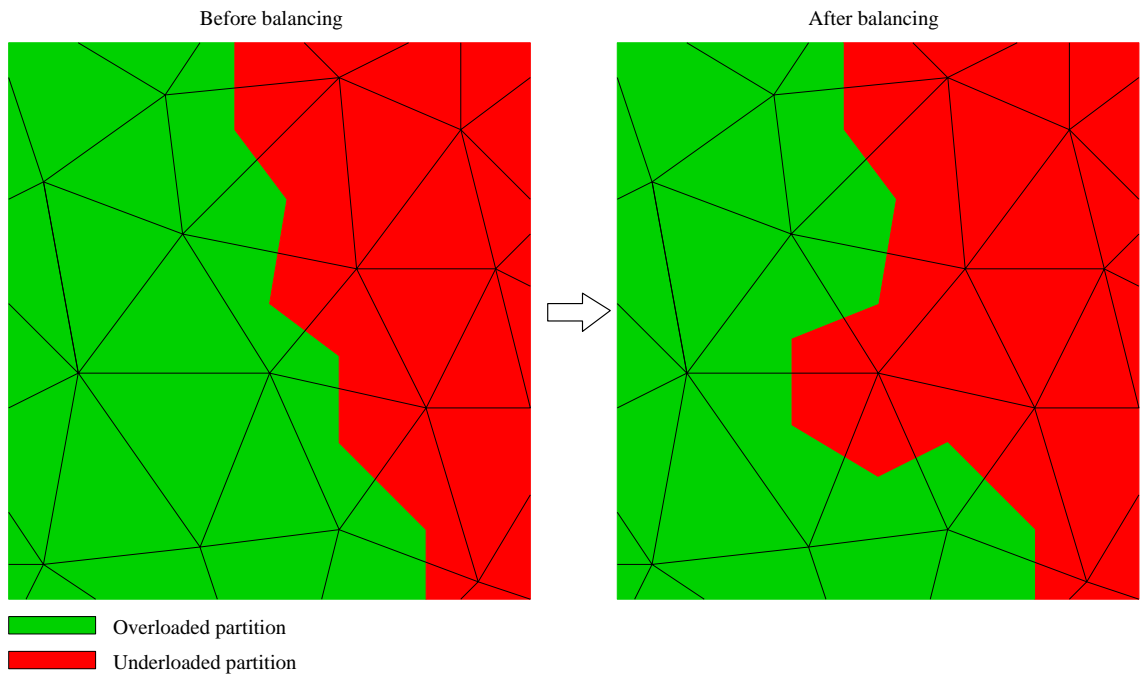 Before balancing
After balancing
Overloaded partition
Underloaded partition